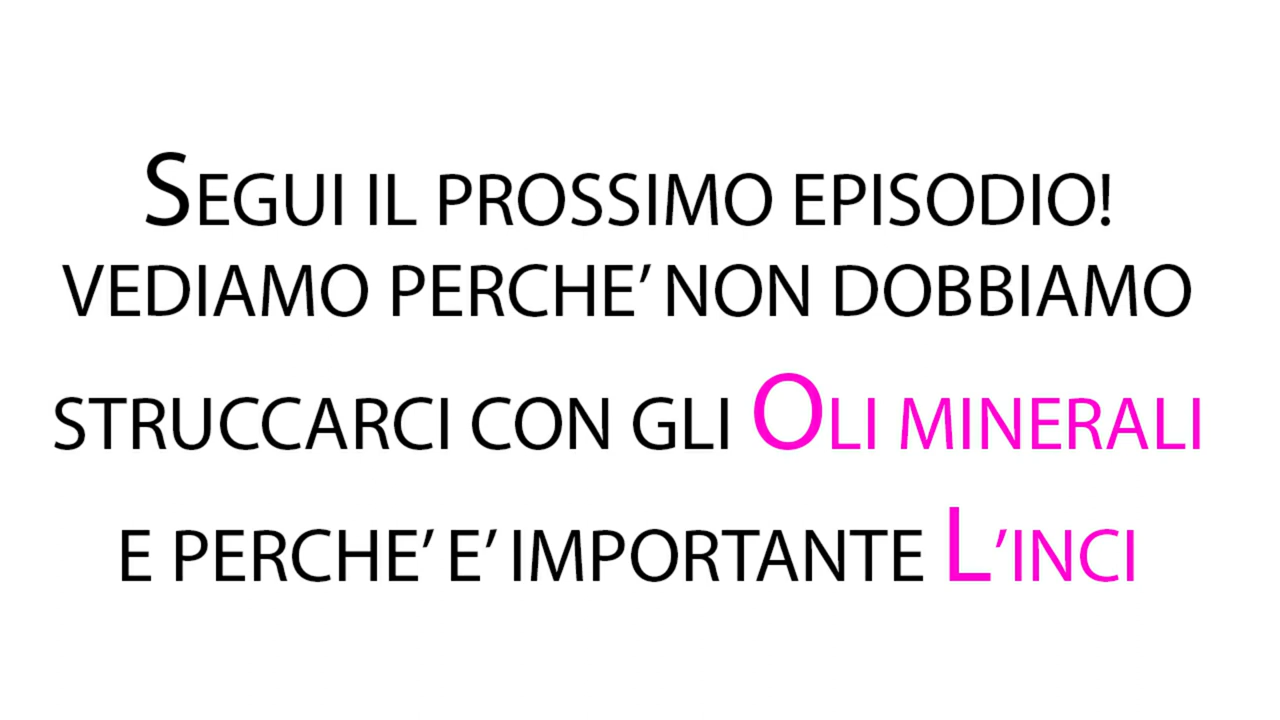 SEGUI IL PROSSIMO EPISODIO!
VEDIAMO PERCHE' NON DOBBIAMO
STRUCCARCI CON GLI OLI MINERALI
E PERCHE' E' IMPORTANTE L'INCI